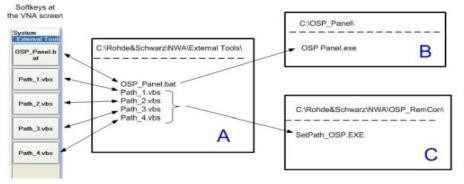 Softkeys at
the VNA screen
System
External Tools
OSP_Panel.b
at
Path_1.vbs
Path_2.vbs
Path_3.vbs
Path_4.vbs
C:\Rohde&Schwarz\NWA\External Tools\
OSP_Panel.bat
Path_1.vbs
Path_2.vbs
Path_3.vbs
Path_4.vbs
A
C:\OSP_Panel\
OSP Panel.exe
B
C:\Rohde&Schwarz\NWA\OSP_RemCon\
SetPath_OSP.EXE
C